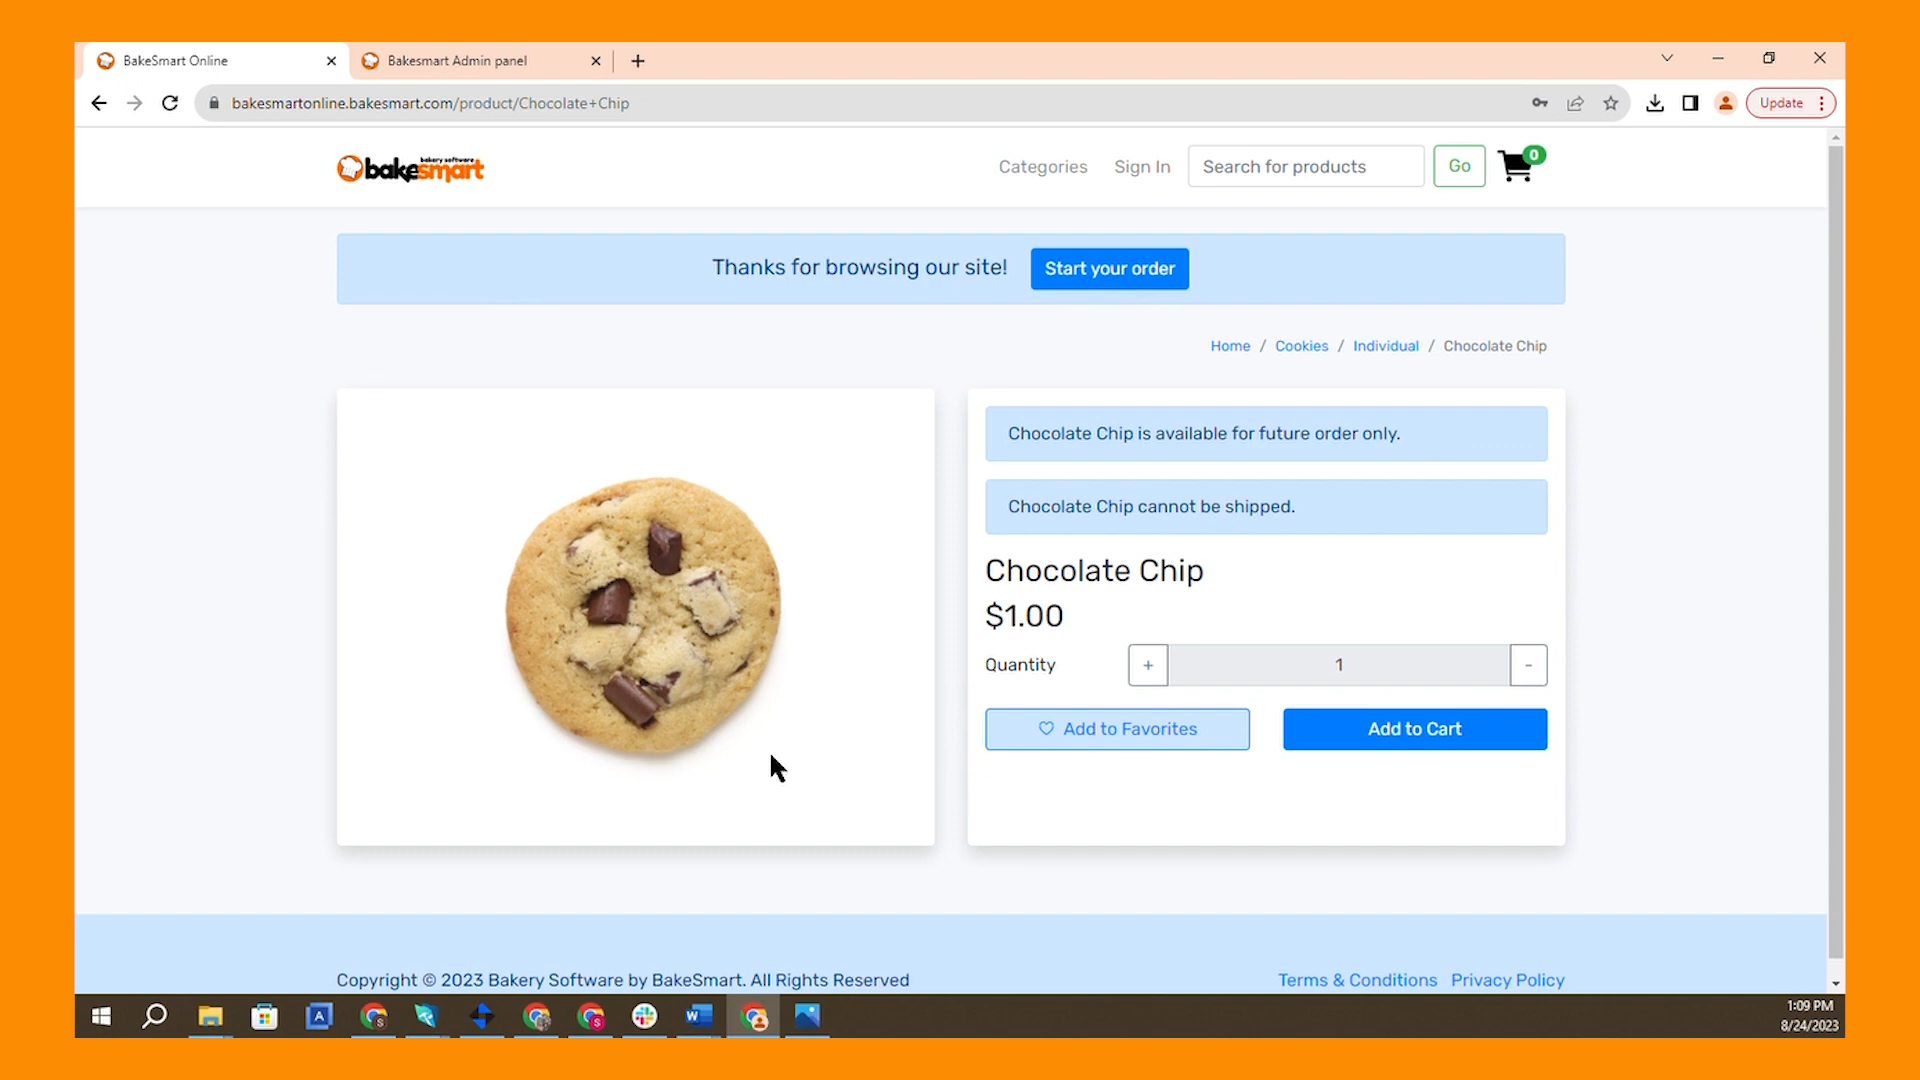 BakeSmart Online
Bakesmart Admin panel
bakesmartonline.bakesmart.com/product/Chocolate+Chip
Update
bakery software
bakesmart
Categories
Sign In
Search for products
Go
0
Thanks for browsing our site!
Start your order
Home / Cookies / Individual / Chocolate Chip
Chocolate Chip is available for future order only.
Chocolate Chip cannot be shipped.
Chocolate Chip
$1.00
Quantity
+
1
-
Add to Favorites
Add to Cart
Copyright © 2023 Bakery Software by BakeSmart. All Rights Reserved
Terms & Conditions
Privacy Policy
A
S
S
W
1:09 PM
8/24/2023